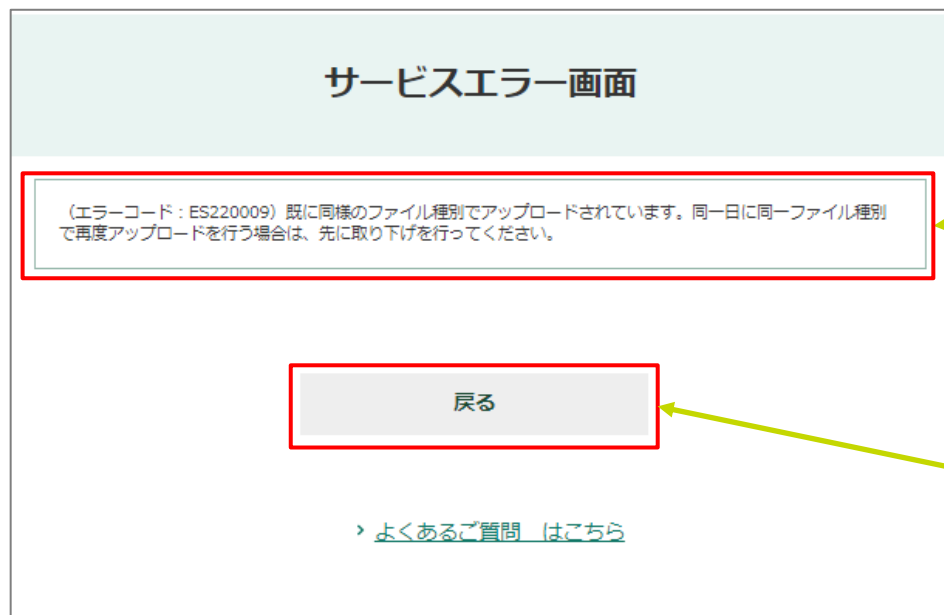 サービスエラー画面
（エラーコード：ES220009）既に同様のファイル種別でアップロードされています。同一日に同一ファイル種別
で再度アップロードを行う場合は、先に取り下げを行ってください。
戻る
› よくあるご質問　はこちら